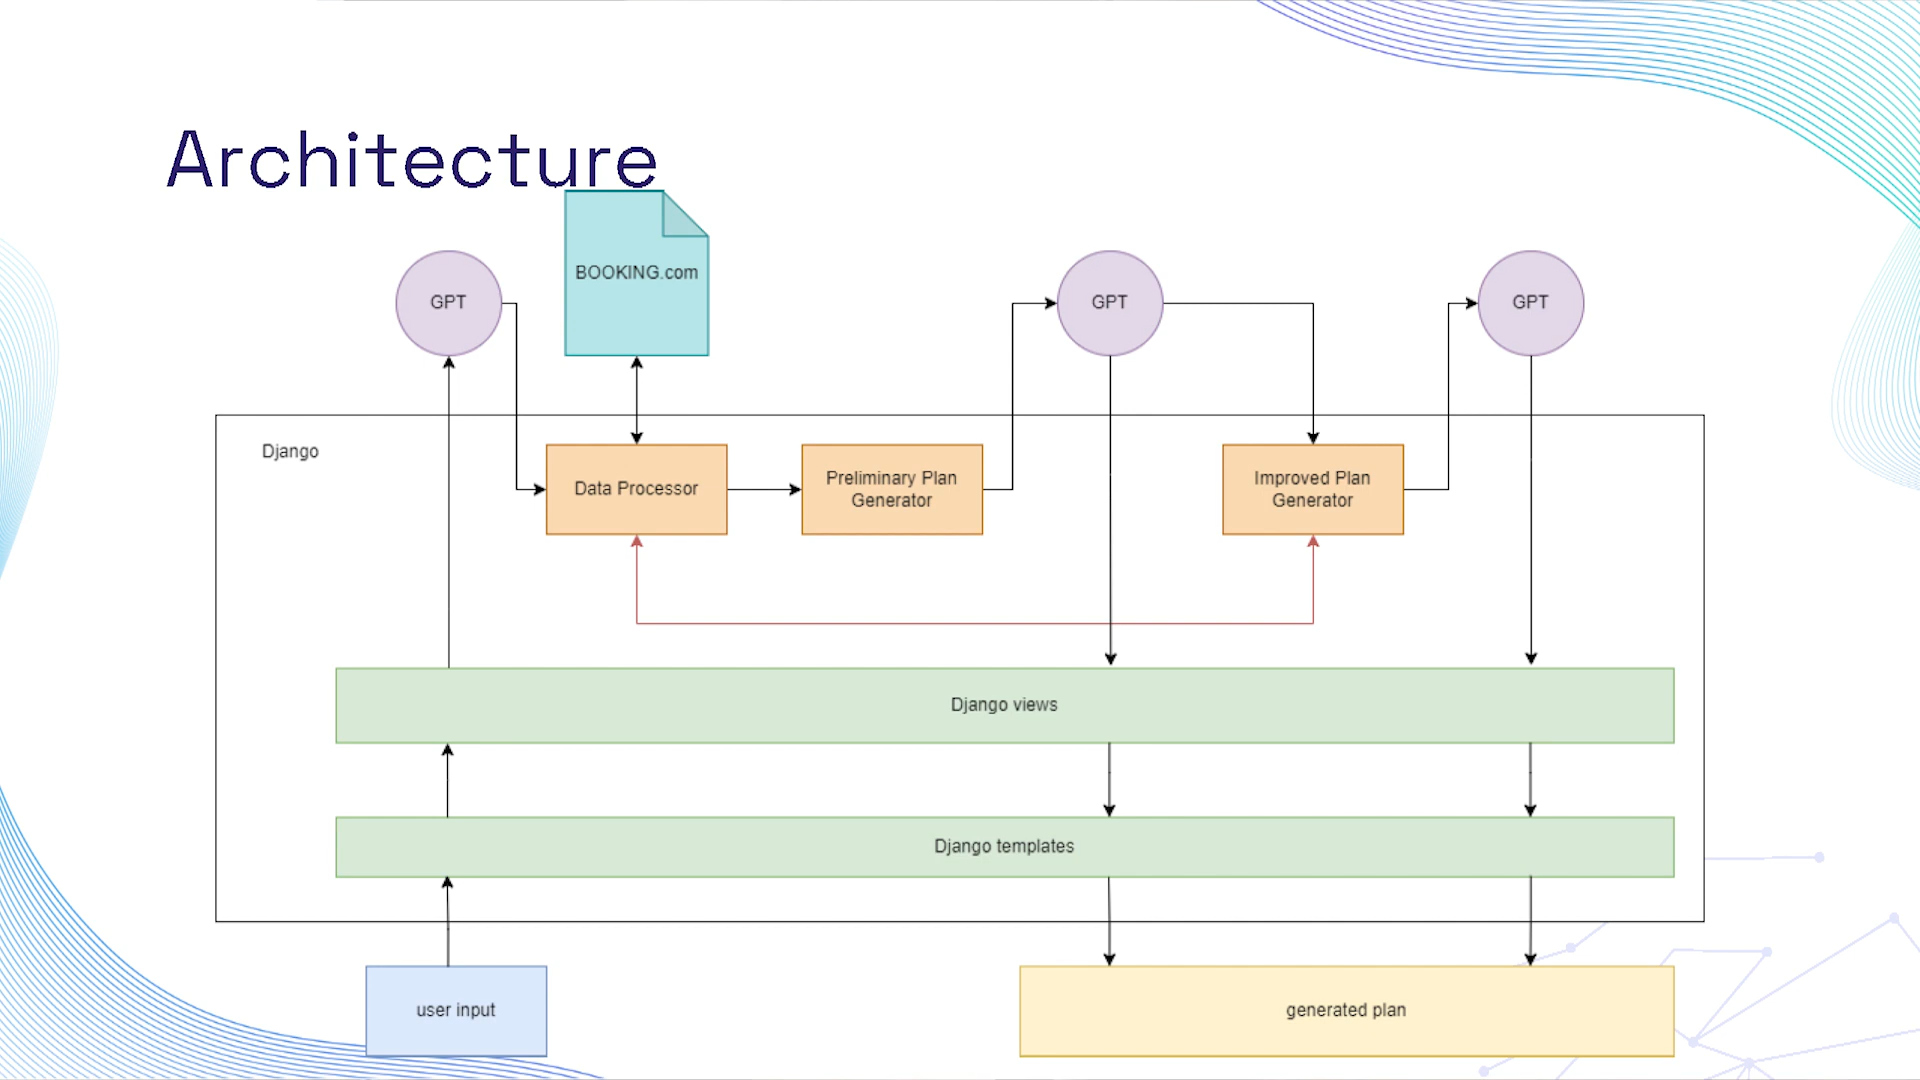 Architecture
BOOKING.com
GPT
GPT
GPT
Django
Data Processor
Preliminary Plan
Generator
Improved Plan
Generator
Django views
Django templates
user input
generated plan